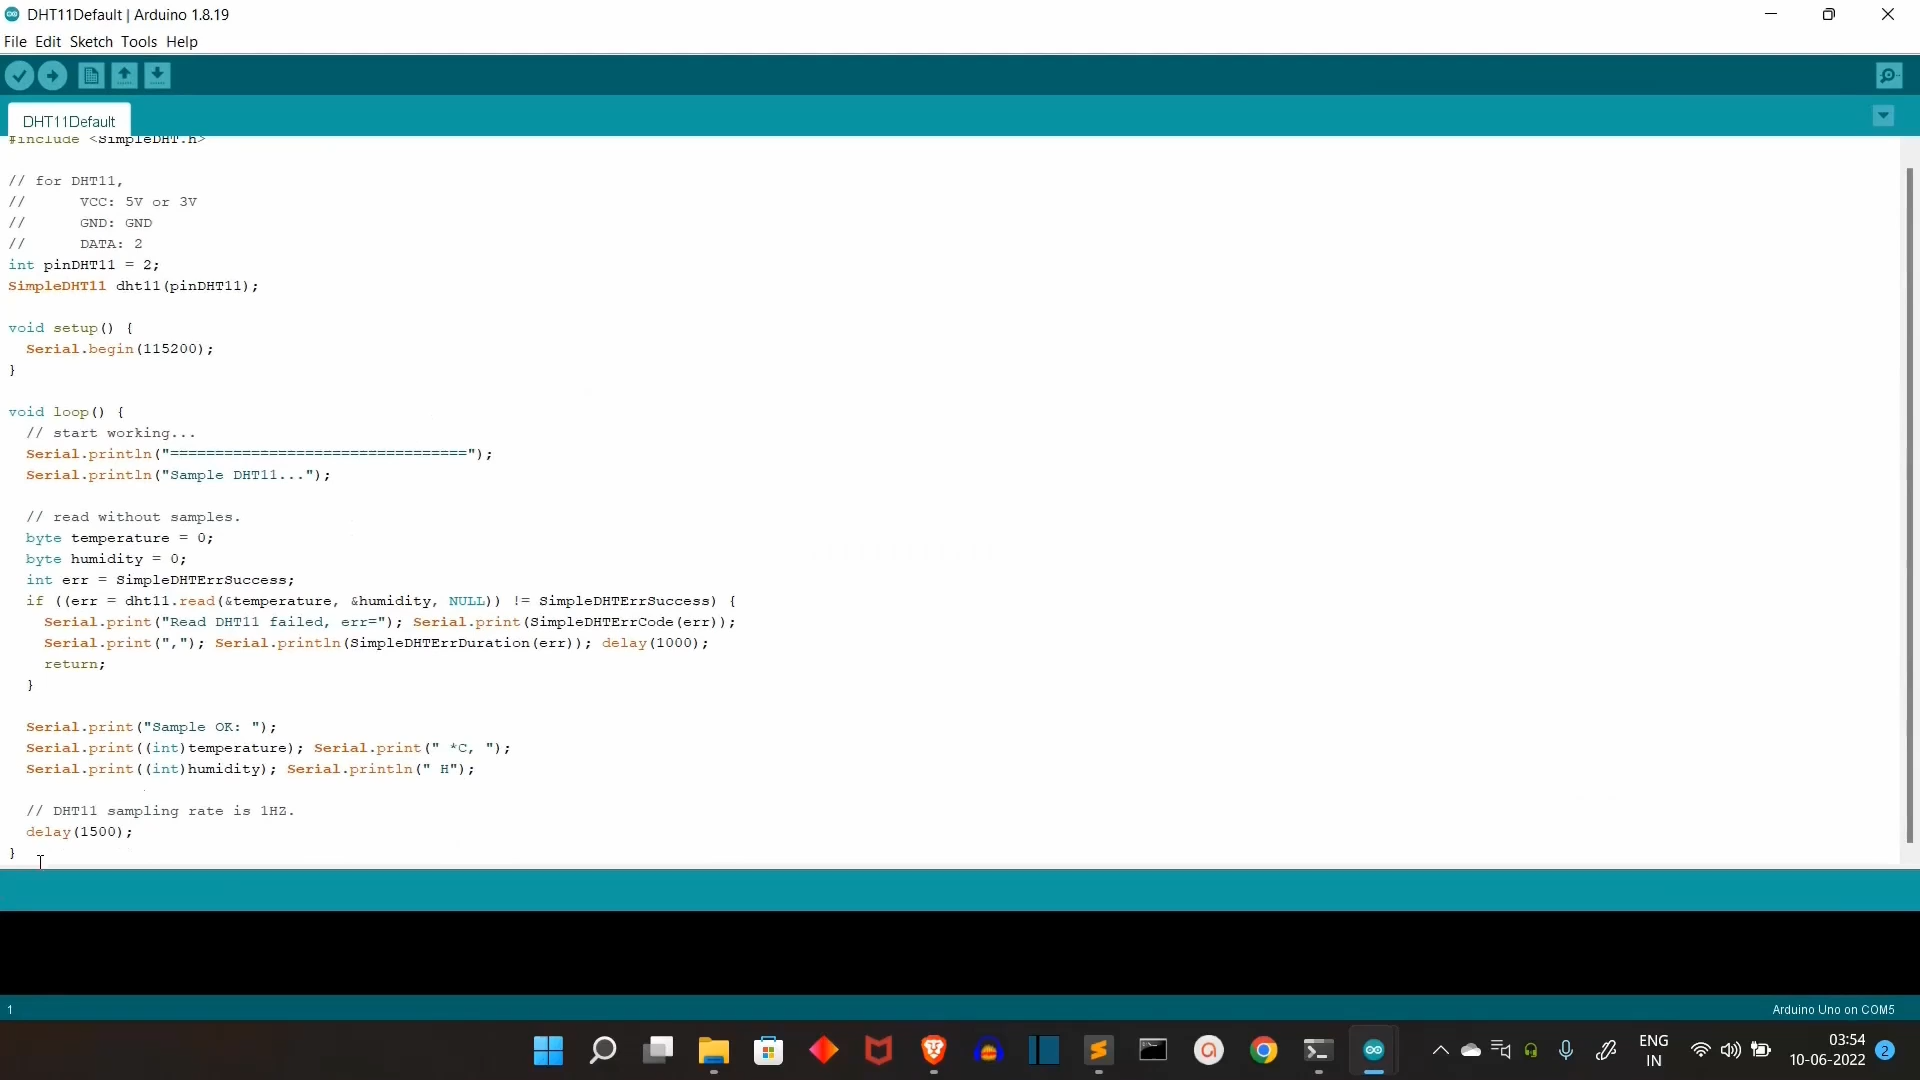 DHT11Default | Arduino 1.8.19
File Edit Sketch Tools Help
DHT11Default
#include <SimpleDHT.h>
// for DHT11,
//      VCC: 5V or 3V
//      GND: GND
//      DATA: 2
int pinDHT11 = 2;
SimpleDHT11 dht11(pinDHT11);
void setup() {
  Serial.begin(115200);
}
void loop() {
  // start working...
  Serial.println("=================================");
  Serial.println("Sample DHT11...");
  // read without samples.
  byte temperature = 0;
  byte humidity = 0;
  int err = SimpleDHTErrSuccess;
  if ((err = dht11.read(&temperature, &humidity, NULL)) != SimpleDHTErrSuccess) {
    Serial.print("Read DHT11 failed, err="); Serial.print(SimpleDHTErrCode(err));
    Serial.print(","); Serial.println(SimpleDHTErrDuration(err)); delay(1000);
    return;
  }
  Serial.print("Sample OK: ");
  Serial.print((int)temperature); Serial.print(" *C, ");
  Serial.print((int)humidity); Serial.println(" H");
  // DHT11 sampling rate is 1HZ.
  delay(1500);
}
1
Arduino Uno on COM5
ENG
IN
03:54
10-06-2022
2